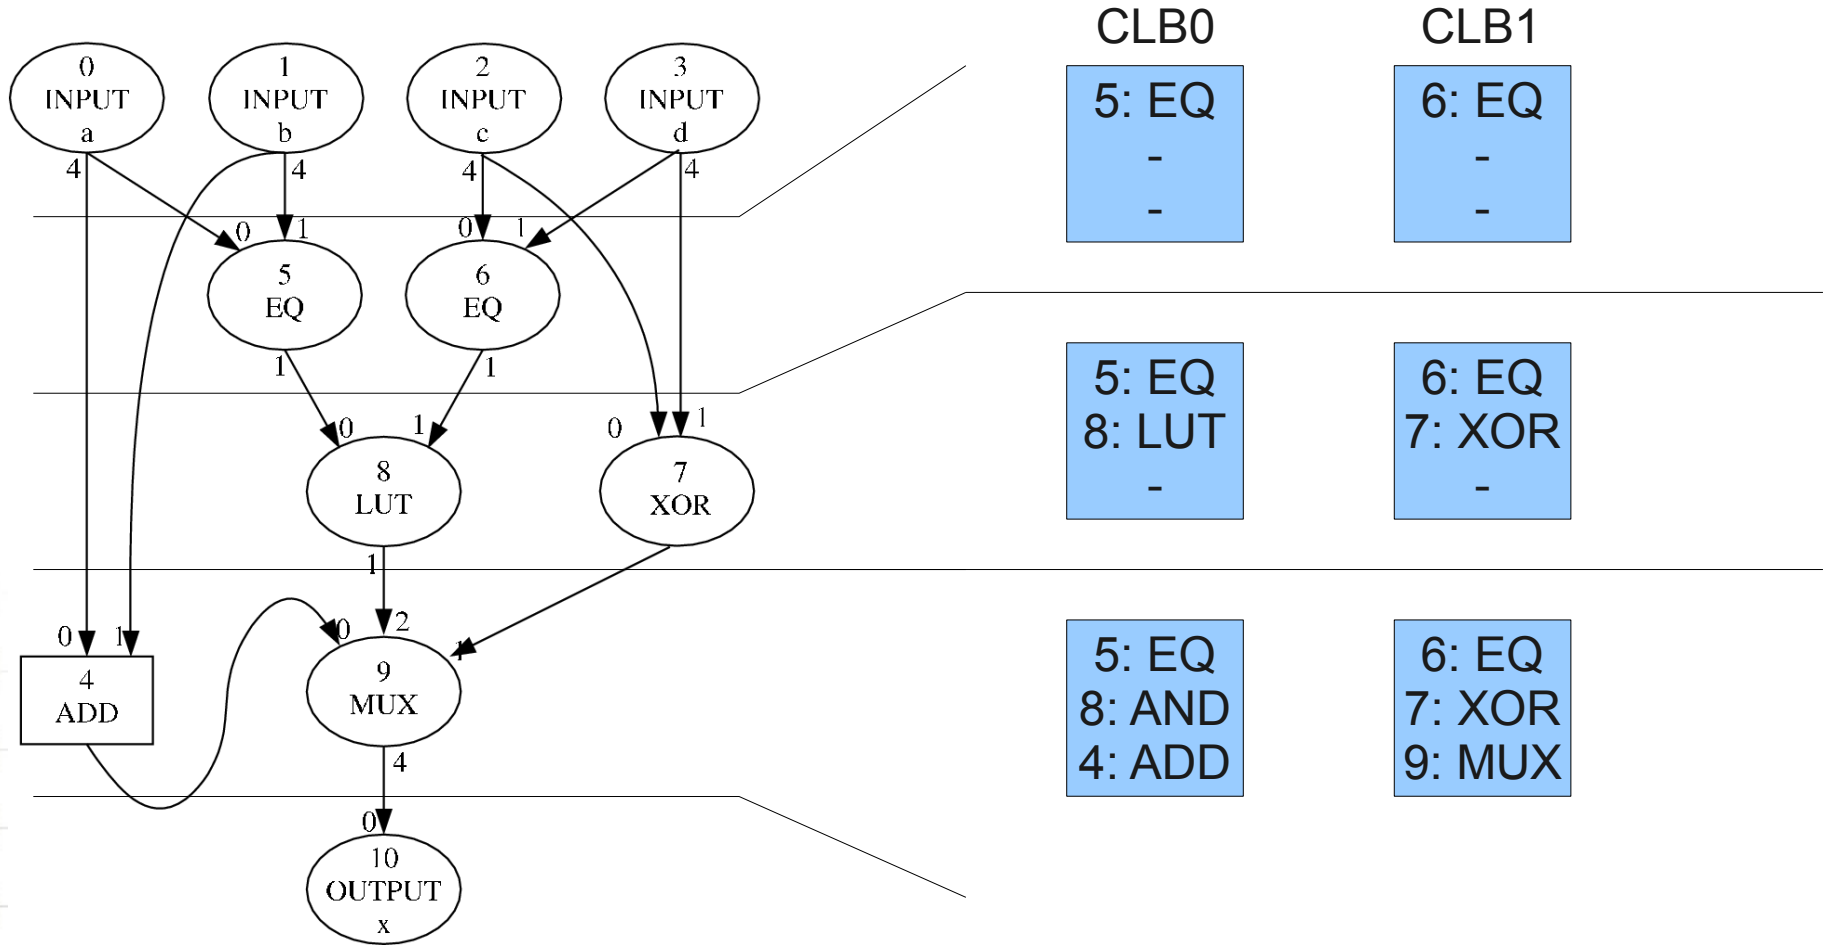 CLB0 CLB1
0 1 2 3
INPUT INPUT INPUT INPUT
a b c d
4 4 4 4
5: EQ 6: EQ
- -
- -
0 1 0 1
5 6
EQ EQ
1 1
0 1 0 1
8 7
LUT XOR
5: EQ 6: EQ
8: LUT 7: XOR
- -
1
0 1 0 2 1
4 9
ADD MUX
5: EQ 6: EQ
8: AND 7: XOR
4: ADD 9: MUX
4
0
10
OUTPUT
x